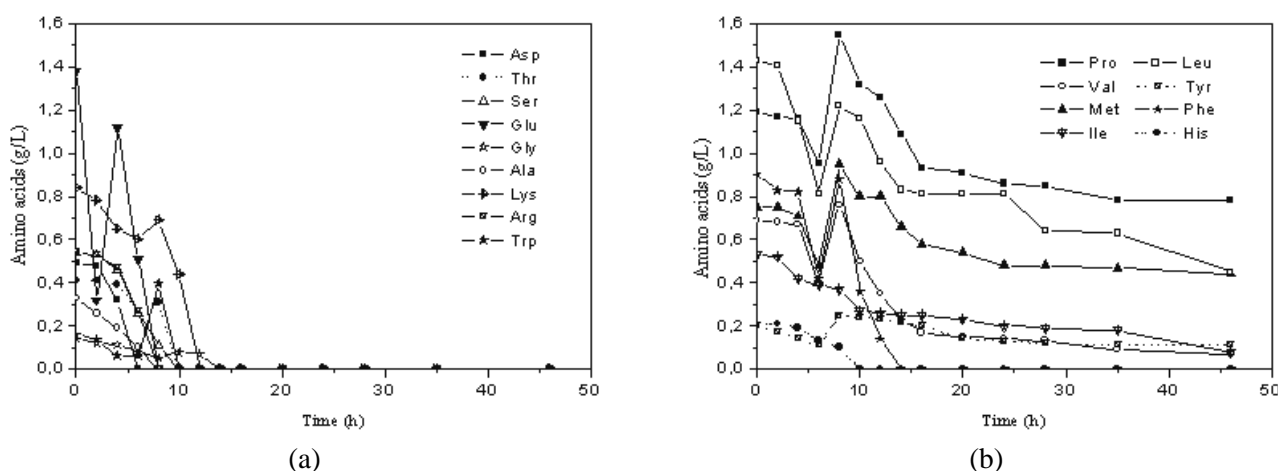 1,6
1,4
1,2
1,0
0,8
0,6
0,4
0,2
0,0
Amino acids (g/L)
0 10 20 30 40 50
Time (h)
Asp
Thr
Ser
Glu
Gly
Ala
Lys
Arg
Trp
(a)
1,6
1,4
1,2
1,0
0,8
0,6
0,4
0,2
0,0
Amino acids (g/L)
0 10 20 30 40 50
Time (h)
Pro Leu
Val Tyr
Met Phe
Ile His
(b)